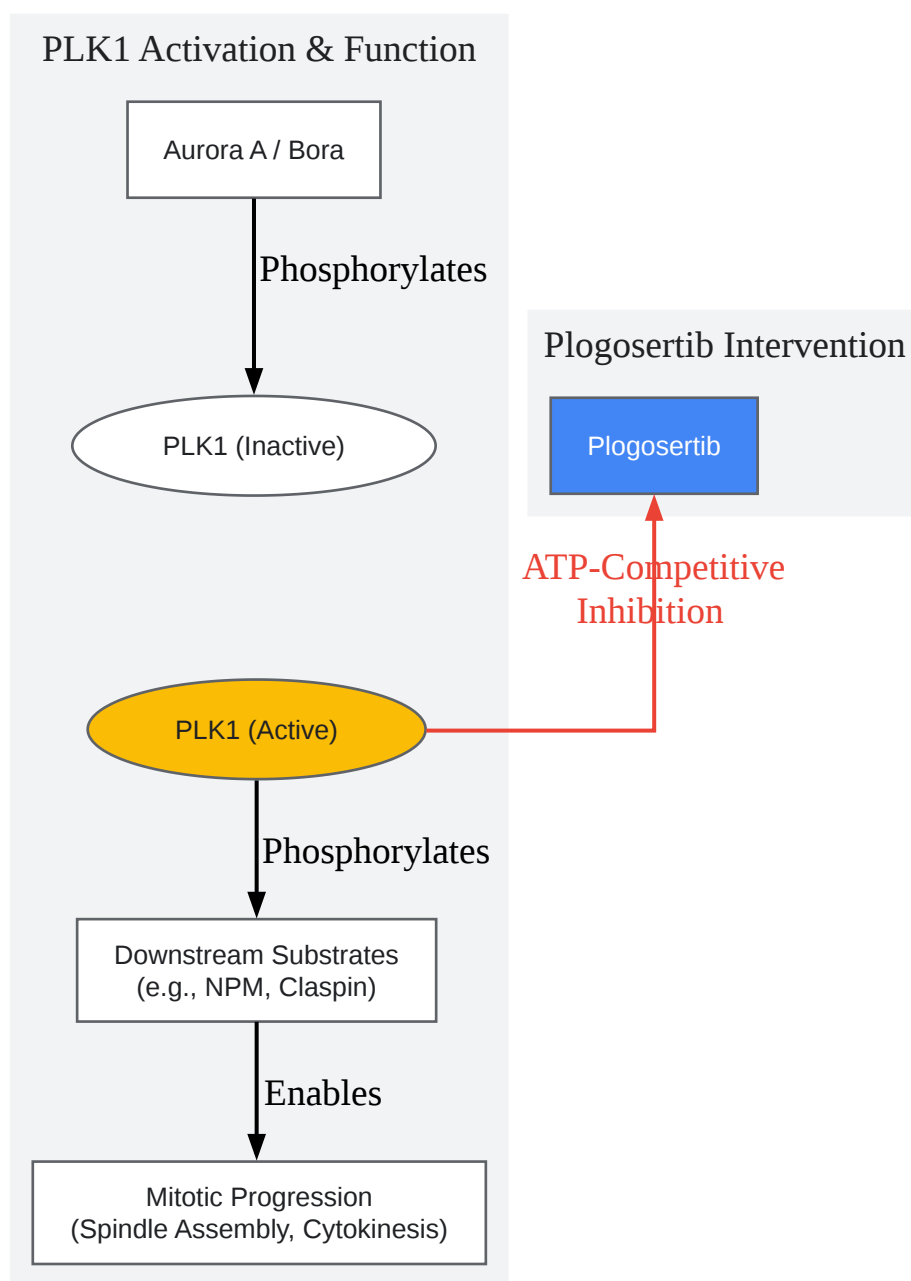 PLK1 Activation & Function
Aurora A / Bora
Phosphorylates
PLK1 (Inactive)
Plogosertib Intervention
Plogosertib
ATP-Competitive
Inhibition
PLK1 (Active)
Phosphorylates
Downstream Substrates
(e.g., NPM, Claspin)
Enables
Mitotic Progression
(Spindle Assembly, Cytokinesis)